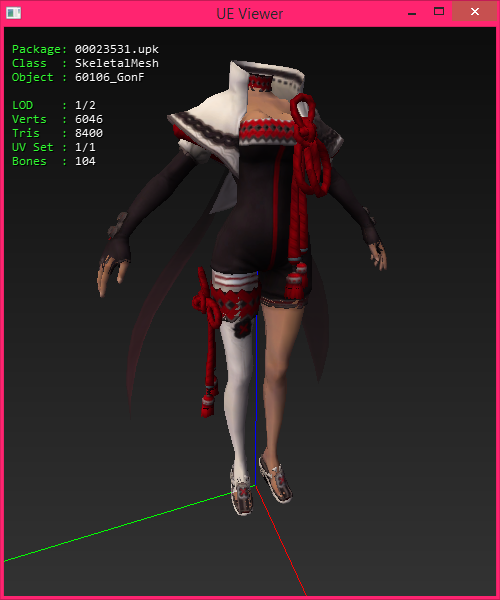 UE Viewer
Package: 00023531.upk
Class  : SkeletalMesh
Object : 60106_GonF
LOD    : 1/2
Verts  : 6046
Tris   : 8400
UV Set : 1/1
Bones  : 104